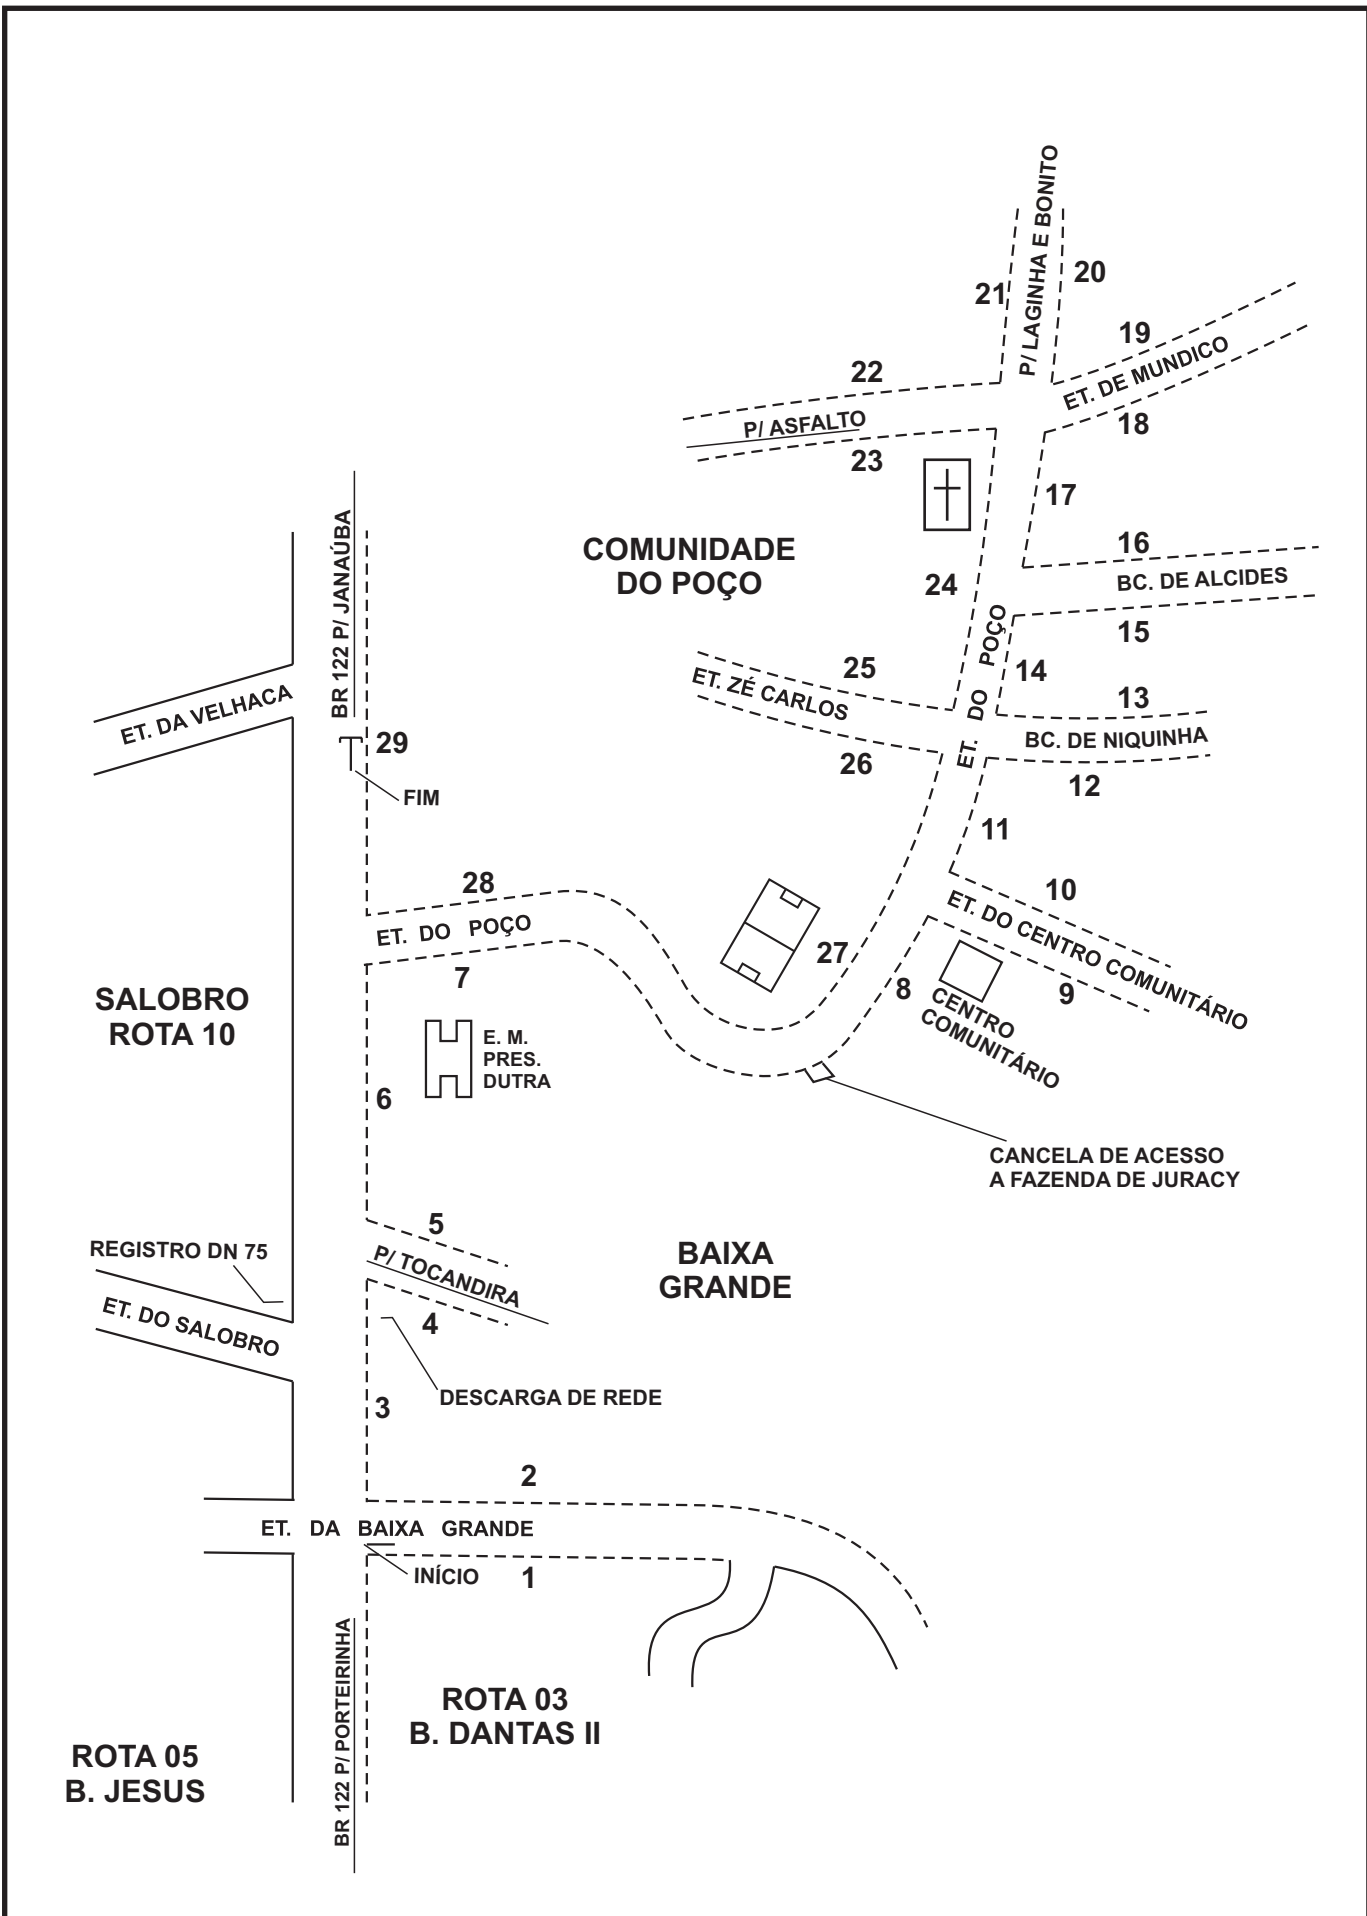 P/ LAGINHA E BONITO
20
21
19
ET. DE MUNDICO
18
22
P/ ASFALTO
23
17
16
BC. DE ALCIDES
15
COMUNIDADE
DO POÇO
24
BR 122 P/ JANAÚBA
ET. DO POÇO
14
25
ET. ZÉ CARLOS
26
13
BC. DE NIQUINHA
12
ET. DA VELHACA
29
FIM
11
28
ET. DO POÇO
7
10
ET. DO CENTRO COMUNITÁRIO
9
27
8
CENTRO
COMUNITÁRIO
SALOBRO
ROTA 10
E. M.
PRES.
DUTRA
6
CANCELA DE ACESSO
A FAZENDA DE JURACY
5
P/ TOCANDIRA
4
BAIXA
GRANDE
REGISTRO DN 75
ET. DO SALOBRO
DESCARGA DE REDE
3
2
ET. DA BAIXA GRANDE
INÍCIO
1
BR 122 P/ PORTEIRINHA
ROTA 03
B. DANTAS II
ROTA 05
B. JESUS